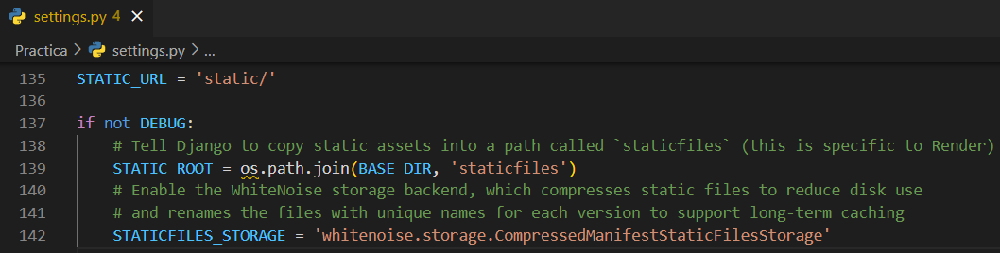 settings.py 4 ×
Practica > settings.py > ...
135 STATIC_URL = 'static/'
136
137 if not DEBUG:
138     # Tell Django to copy static assets into a path called `staticfiles` (this is specific to Render)
139     STATIC_ROOT = os.path.join(BASE_DIR, 'staticfiles')
140     # Enable the WhiteNoise storage backend, which compresses static files to reduce disk use
141     # and renames the files with unique names for each version to support long-term caching
142     STATICFILES_STORAGE = 'whitenoise.storage.CompressedManifestStaticFilesStorage'